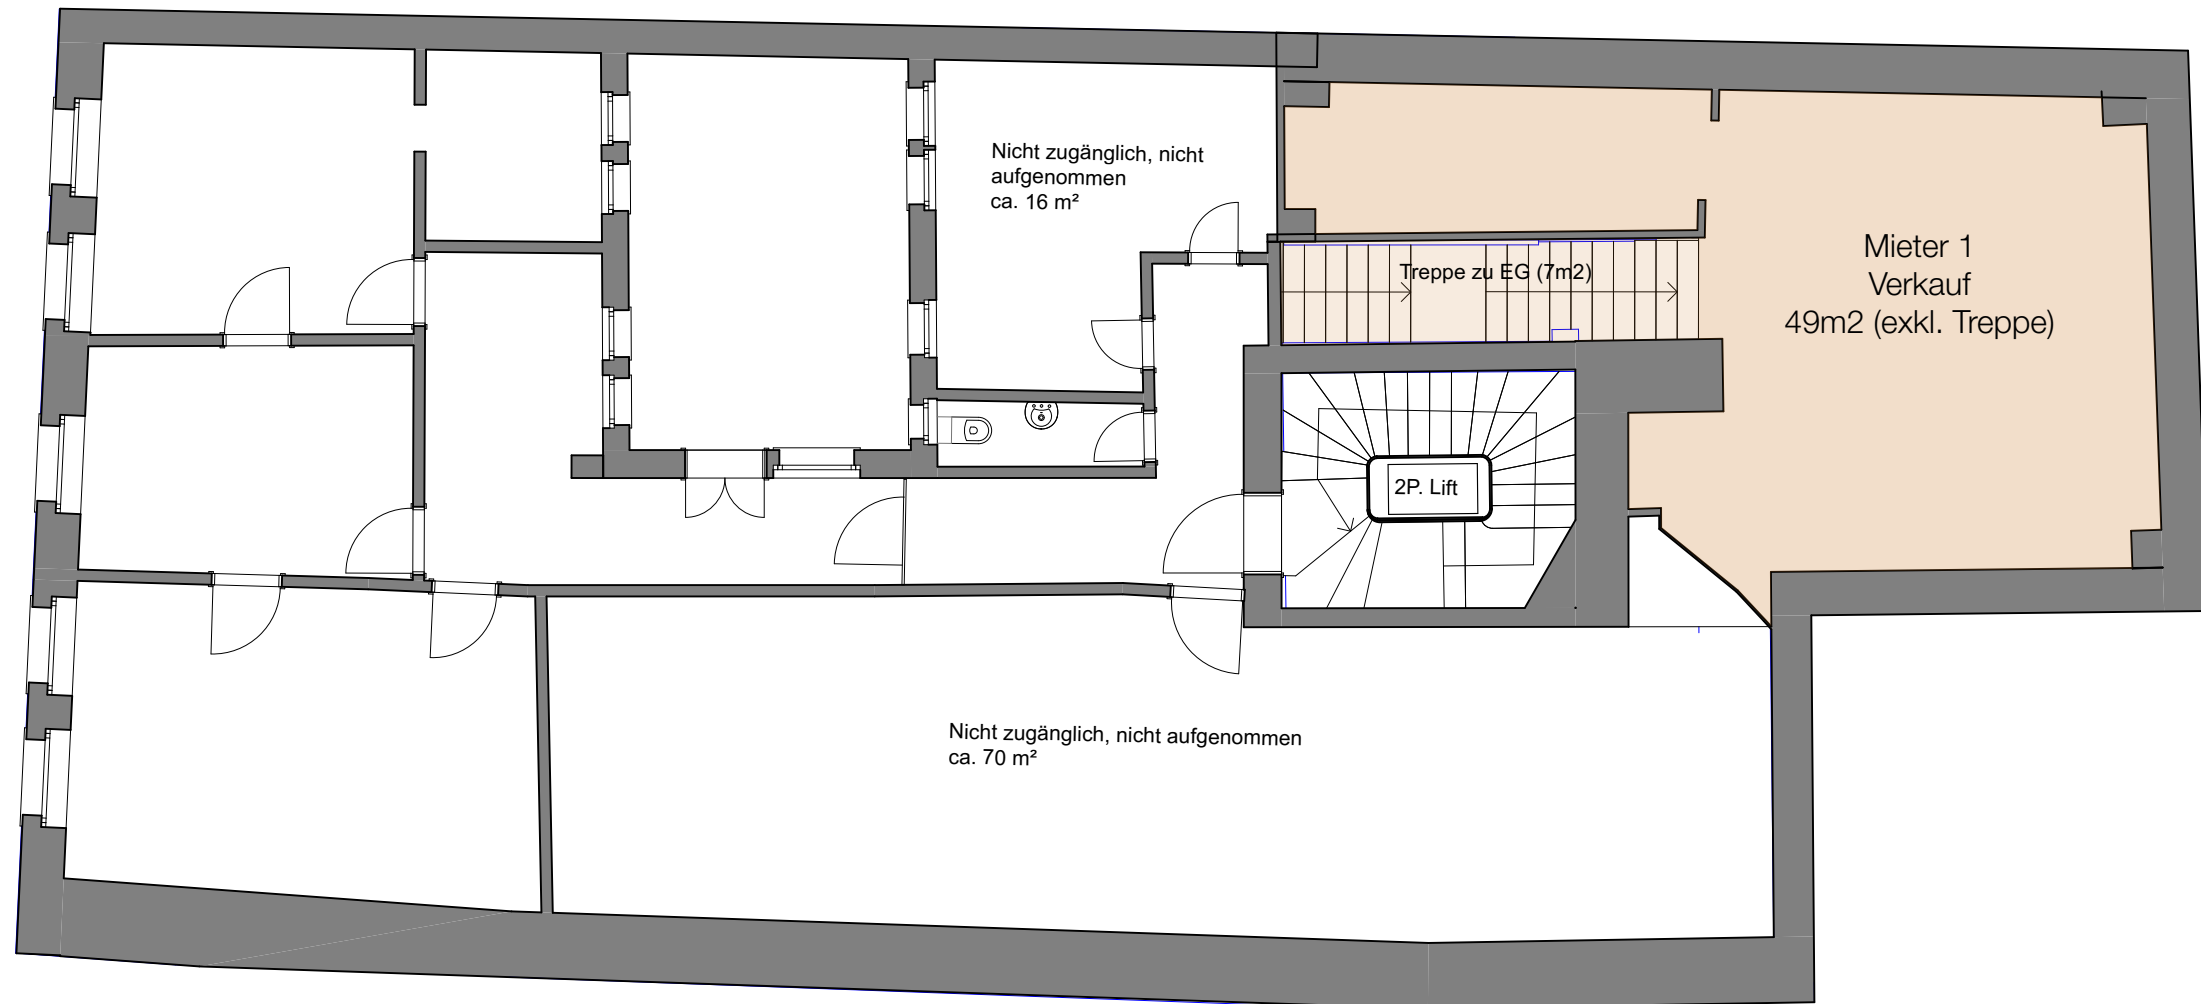 Nicht zugänglich, nicht
aufgenommen
ca. 16 m²
Treppe zu EG (7m2)
Mieter 1
Verkauf
49m2 (exkl. Treppe)
2P. Lift
Nicht zugänglich, nicht aufgenommen
ca. 70 m²